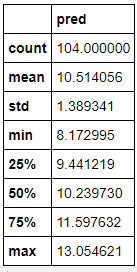 pred
count 104.000000
mean 10.514056
std 1.389341
min 8.172995
25% 9.441219
50% 10.239730
75% 11.597632
max 13.054621